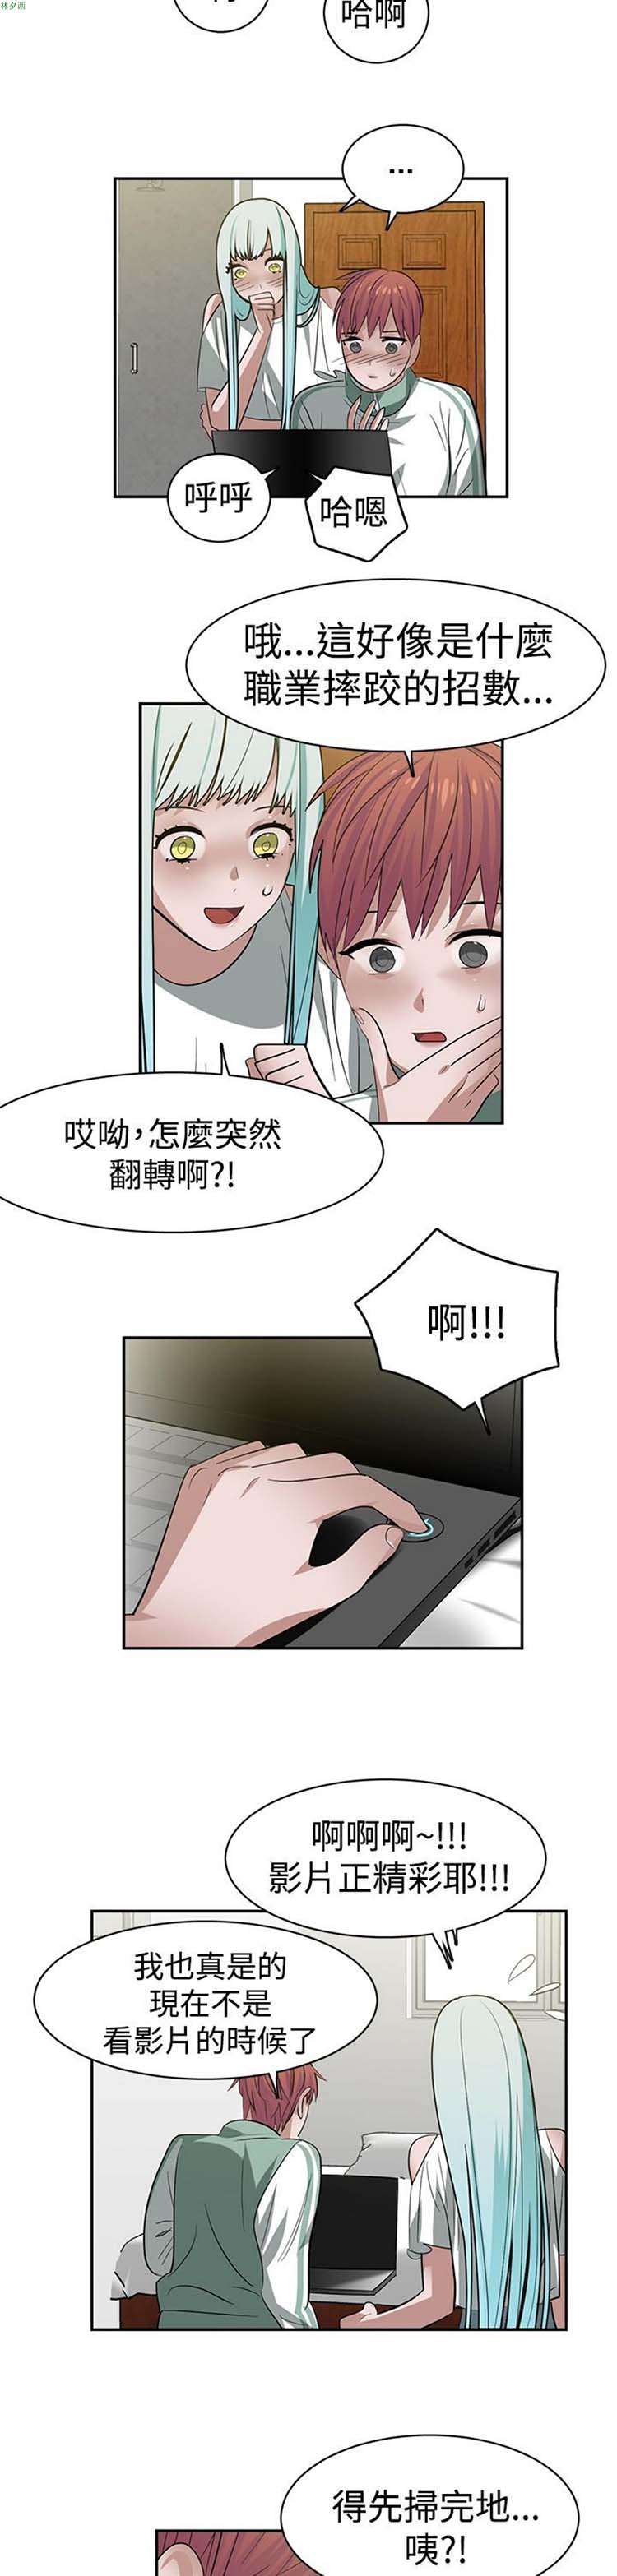 林夕西
哈啊
...
呼呼
哈嗯
哦...這好像是什麼
職業摔跤的招數...
哎呦,怎麼突然
翻轉啊?!
啊!!!
啊啊啊~!!!
影片正精彩耶!!!
我也真是的
現在不是
看影片的時候了
得先掃完地...
咦?!